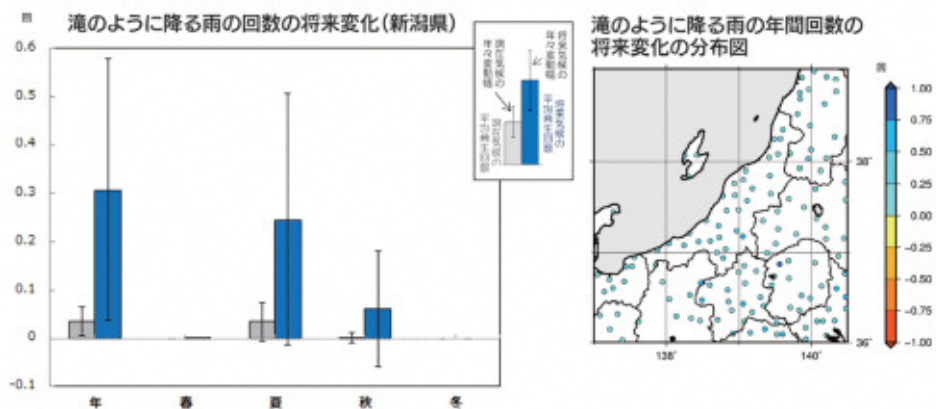 滝のように降る雨の回数の将来変化(新潟県)
回
0.6
0.5
0.4
0.3
0.2
0.1
0
-0.1
年
春
夏
秋
冬
現在気候の
年々変動幅
将来気候の
年々変動幅
現在気候の
平均発生回数
将来気候の
平均発生回数
滝のように降る雨の年間回数の
将来変化の分布図
回
1.00
0.75
0.50
0.25
0.00
-0.25
-0.50
-0.75
-1.00
38°
36°
138°
140°